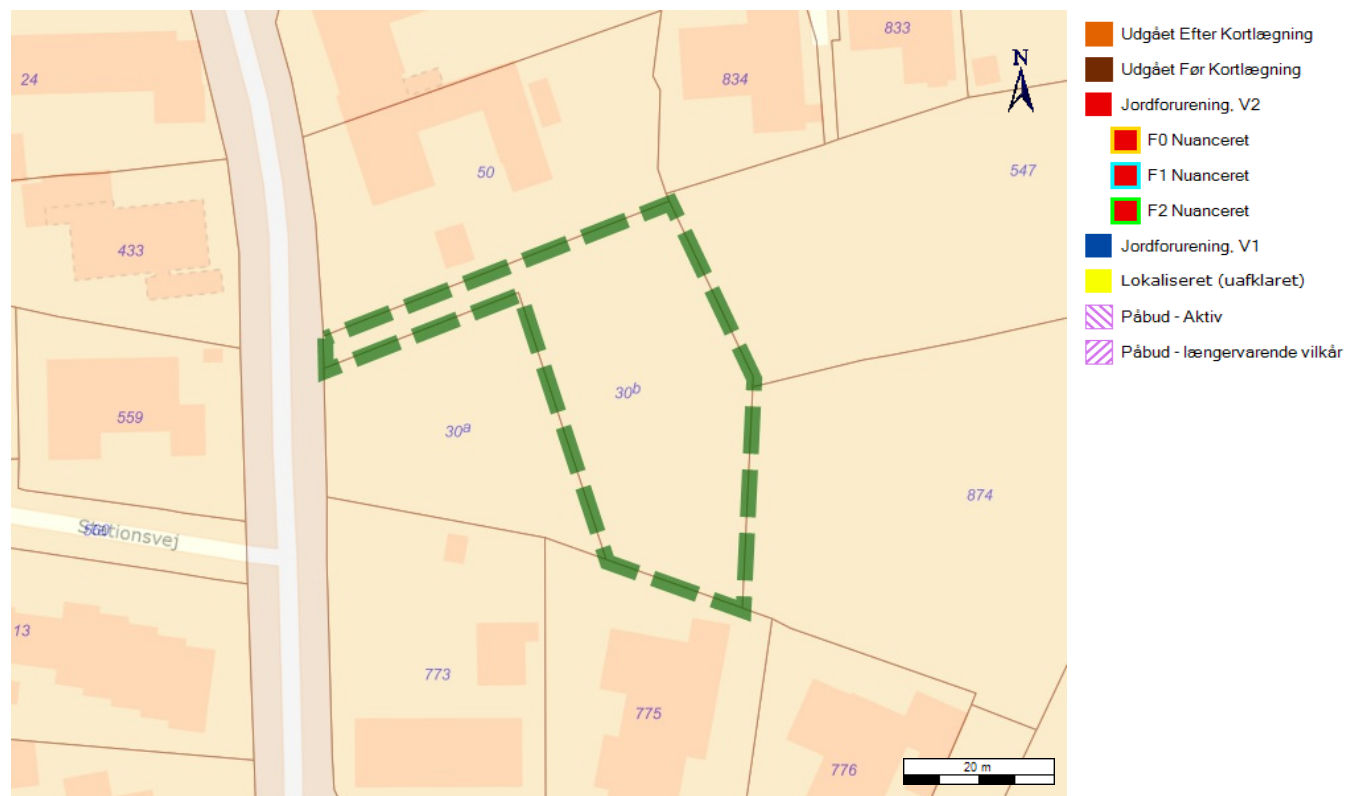 24
834
833
N
50
547
433
559
30a
30b
874
Stationsvej
13
773
775
776
20 m
Udgået Efter Kortlægning
Udgået Før Kortlægning
Jordforurening, V2
F0 Nuanceret
F1 Nuanceret
F2 Nuanceret
Jordforurening, V1
Lokaliseret (uafklaret)
Påbud - Aktiv
Påbud - længervarende vilkår